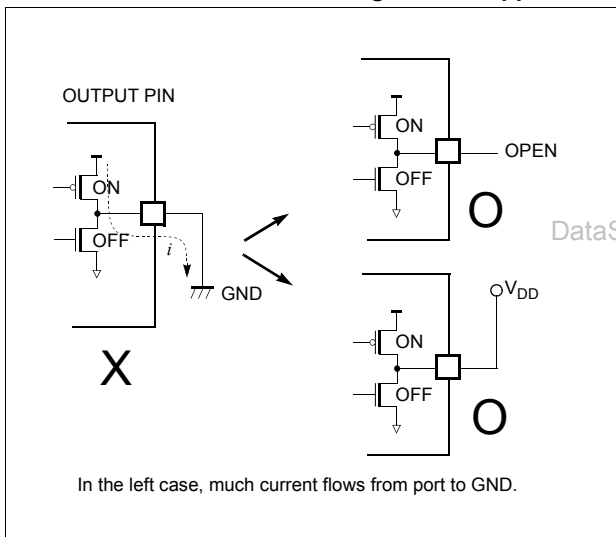 OUTPUT PIN
ON
OFF
i
GND
X
ON
OPEN
OFF
O
DataS
VDD
ON
OFF
O
In the left case, much current flows from port to GND.